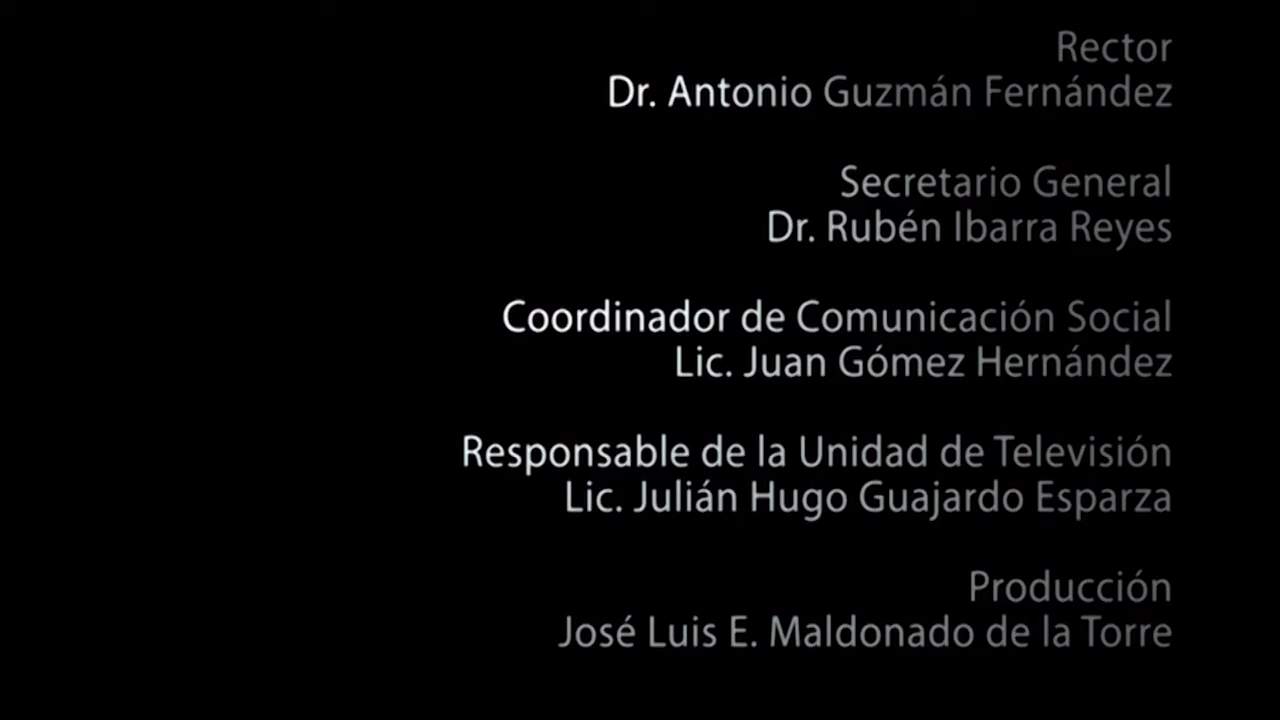 Rector
Dr. Antonio Guzmán Fernández
Secretario General
Dr. Rubén Ibarra Reyes
Coordinador de Comunicación Social
Lic. Juan Gómez Hernández
Responsable de la Unidad de Televisión
Lic. Julián Hugo Guajardo Esparza
Producción
José Luis E. Maldonado de la Torre